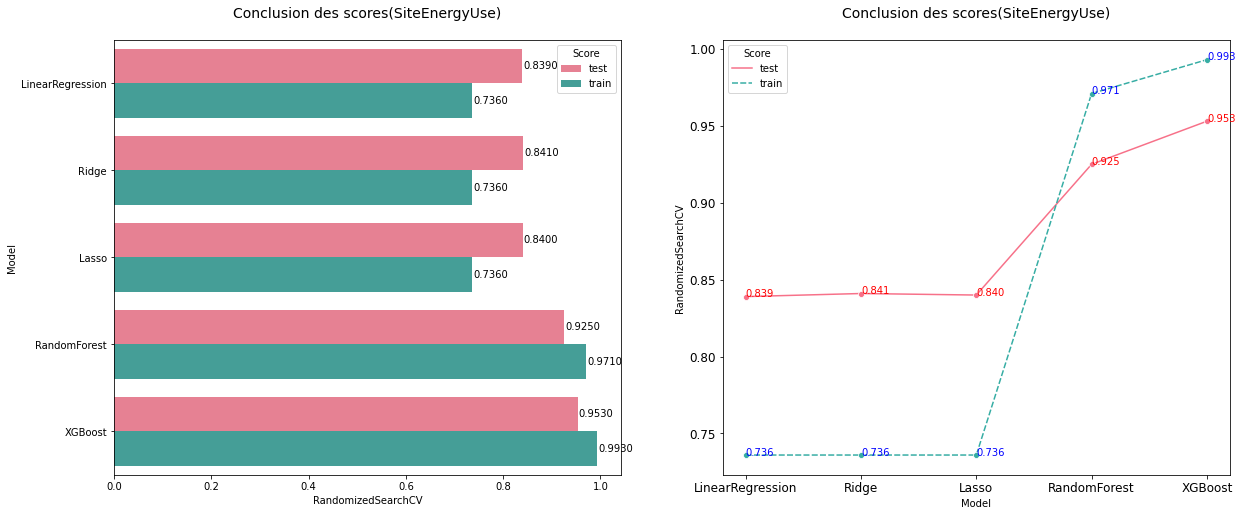 Conclusion des scores(SiteEnergyUse)
Score
test
train
LinearRegression
0.8390
0.7360
Ridge
0.8410
0.7360
Lasso
0.8400
0.7360
RandomForest
0.9250
0.9710
XGBoost
0.9530
0.9930
Model
0.0 0.2 0.4 0.6 0.8 1.0
RandomizedSearchCV
Conclusion des scores(SiteEnergyUse)
Score
test
train
1.00
0.95
0.90
0.85
0.80
0.75
RandomizedSearchCV
0.993
0.971
0.953
0.925
0.839 0.841 0.840
0.736 0.736 0.736
LinearRegression Ridge Lasso RandomForest XGBoost
Model